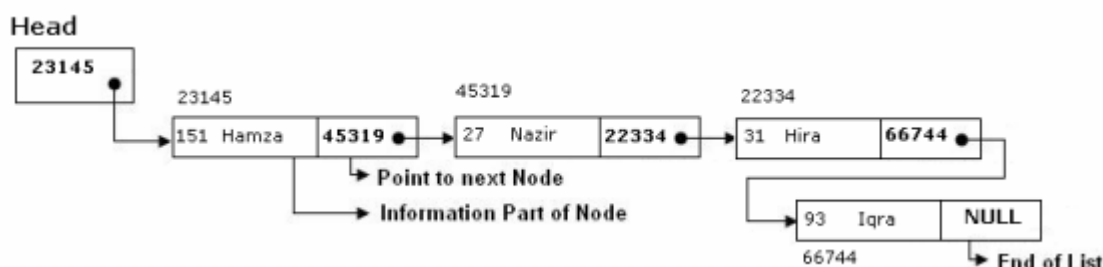 Head
23145
23145
45319
22334
151 Hamza 45319
27 Nazir 22334
31 Hira 66744
Point to next Node
Information Part of Node
93 Iqra NULL
66744
End of List